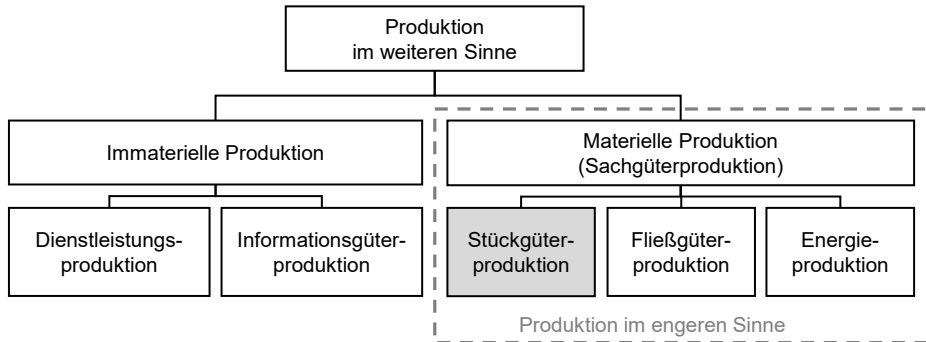 Produktion
im weiteren Sinne
Immaterielle Produktion
Materielle Produktion
(Sachgüterproduktion)
Dienstleistungs-
produktion
Informationsgüter-
produktion
Stückgüter-
produktion
Fließgüter-
produktion
Energie-
produktion
Produktion im engeren Sinne